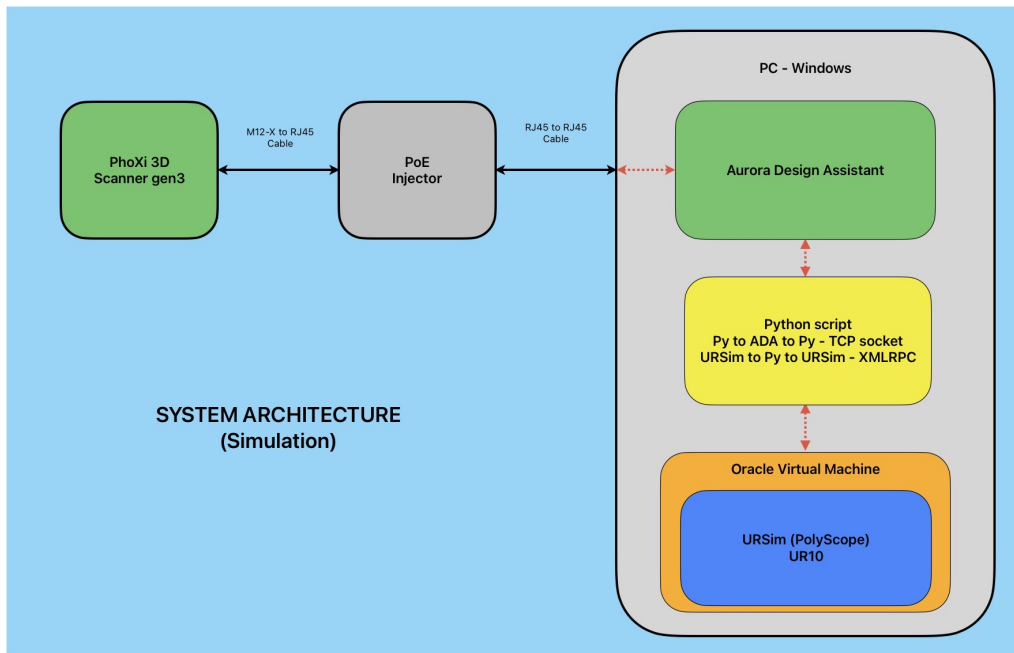 PC - Windows
M12-X to RJ45
Cable
RJ45 to RJ45
Cable
PhoXi 3D
Scanner gen3
PoE
Injector
Aurora Design Assistant
Python script
Py to ADA to Py - TCP socket
URSim to Py to URSim - XMLRPC
SYSTEM ARCHITECTURE
(Simulation)
Oracle Virtual Machine
URSim (PolyScope)
UR10